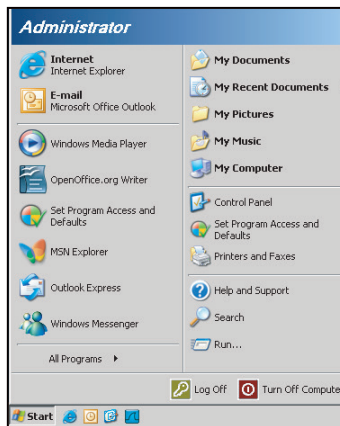 Administrator
Internet
Internet Explorer
E-mail
Microsoft Office Outlook
Windows Media Player
OpenOffice.org Writer
Set Program Access and
Defaults
MSN Explorer
Outlook Express
Windows Messenger
All Programs
My Documents
My Recent Documents
My Pictures
My Music
My Computer
Control Panel
Set Program Access and
Defaults
Printers and Faxes
Help and Support
Search
Run...
Log Off
Turn Off Compute
Start